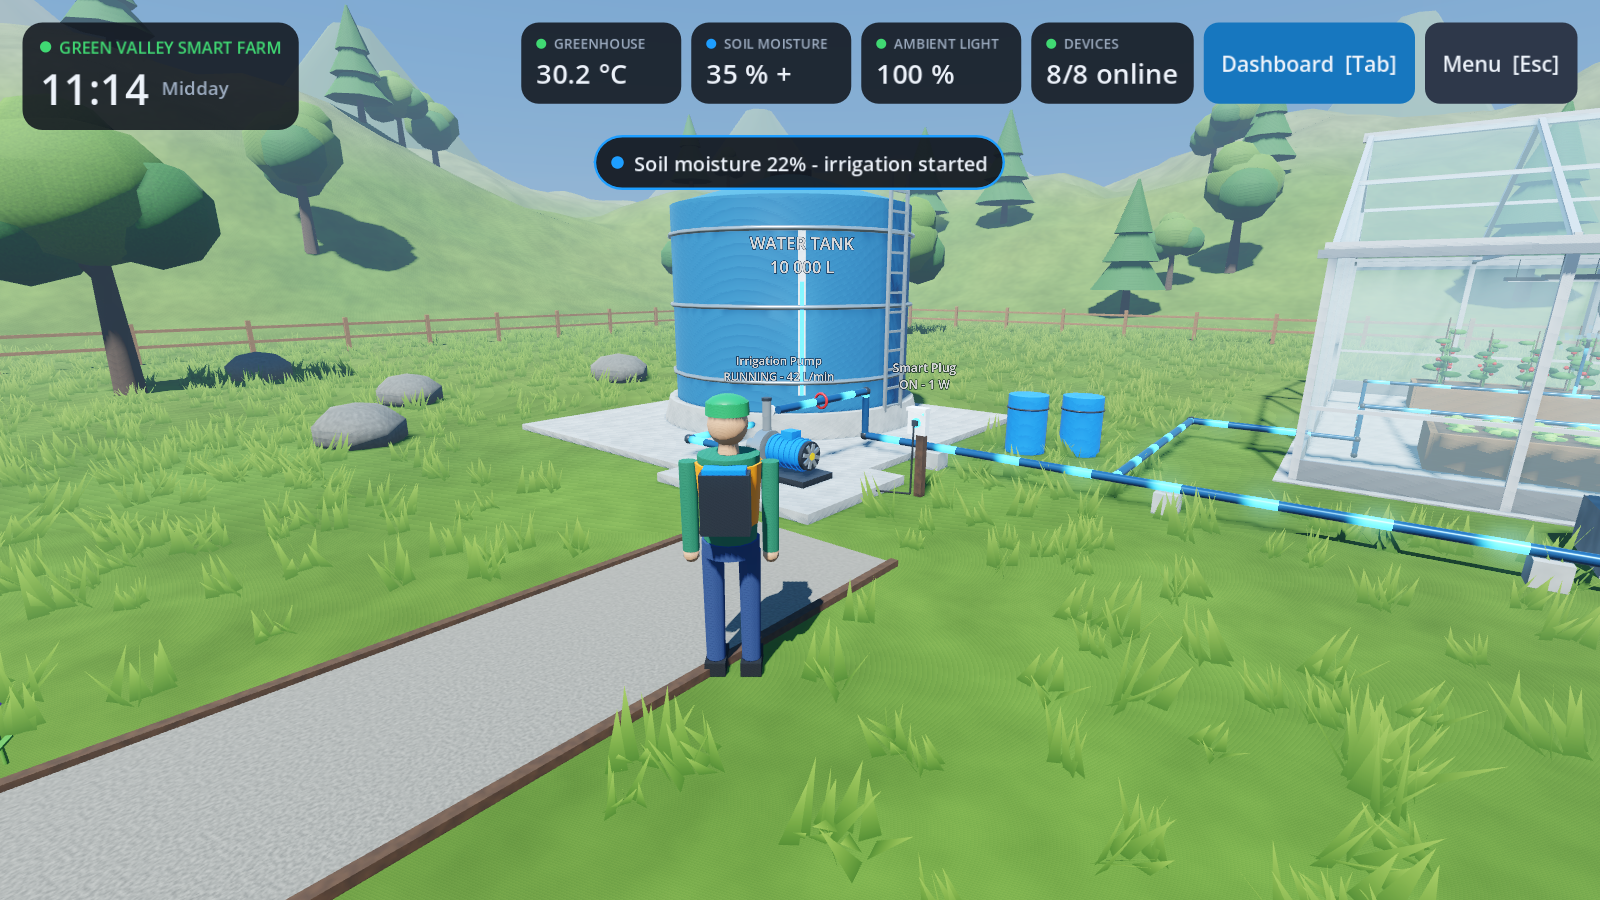 GREEN VALLEY SMART FARM
11:14 Midday
GREENHOUSE
30.2 °C
SOIL MOISTURE
35 % +
AMBIENT LIGHT
100 %
DEVICES
8/8 online
Dashboard [Tab]
Menu [Esc]
Soil moisture 22% - irrigation started
WATER TANK
10 000 L
Irrigation Pump
RUNNING - 42 L/min
Smart Plug
ON - 1 W